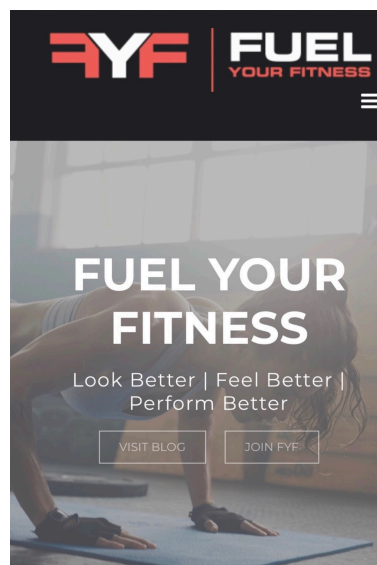 FYF
FUEL
YOUR FITNESS
FUEL YOUR
FITNESS
Look Better | Feel Better |
Perform Better
VISIT BLOG
JOIN FYF